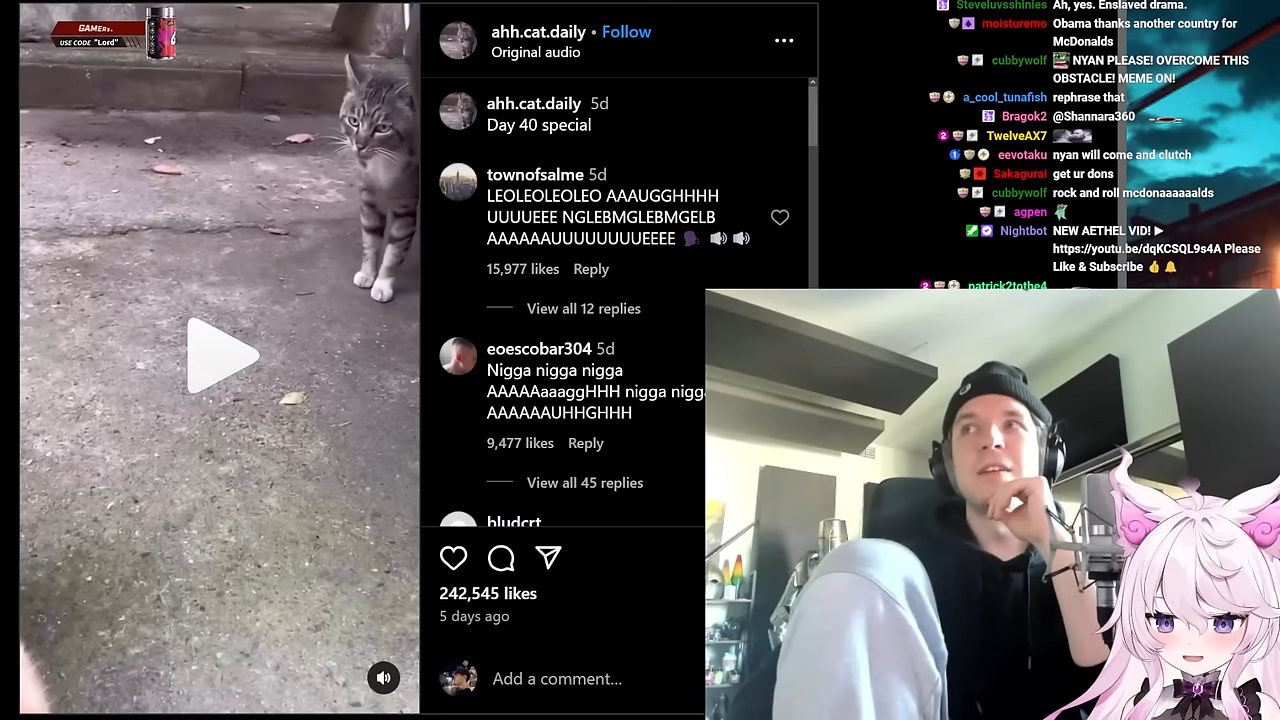 GAMERS.
USE CODE "Lord"
ahh.cat.daily • Follow
Original audio
ahh.cat.daily 5d
Day 40 special
townofsalme 5d
LEOLEOLEOLEO AAAUGGHHHH
UUUUEEE NGLEBMGLEBMGELB
AAAAAAUUUUUUUUEEEE
15,977 likes Reply
View all 12 replies
eoescobar304 5d
Nigga nigga nigga
AAAAAaaaggHHH nigga nigga
AAAAAAUHHGHHH
9,477 likes Reply
View all 45 replies
bludcrt
242,545 likes
5 days ago
Add a comment...
Steveluvsshinies Ah, yes. Enslaved drama.
moisturemo Obama thanks another country for
McDonalds
cubbywolf NYAN PLEASE! OVERCOME THIS
OBSTACLE! MEME ON!
a_cool_tunafish rephrase that
Bragok2 @Shannara360
TwelveAX7
eevotaku nyan will come and clutch
Sakagurai get ur dons
cubbywolf rock and roll mcdonaaaaalds
agpen
Nightbot NEW AETHEL VID! ▶
https://youtu.be/dqKCSQL9s4A Please
Like & Subscribe 👍 🔔
patrick2tothe4